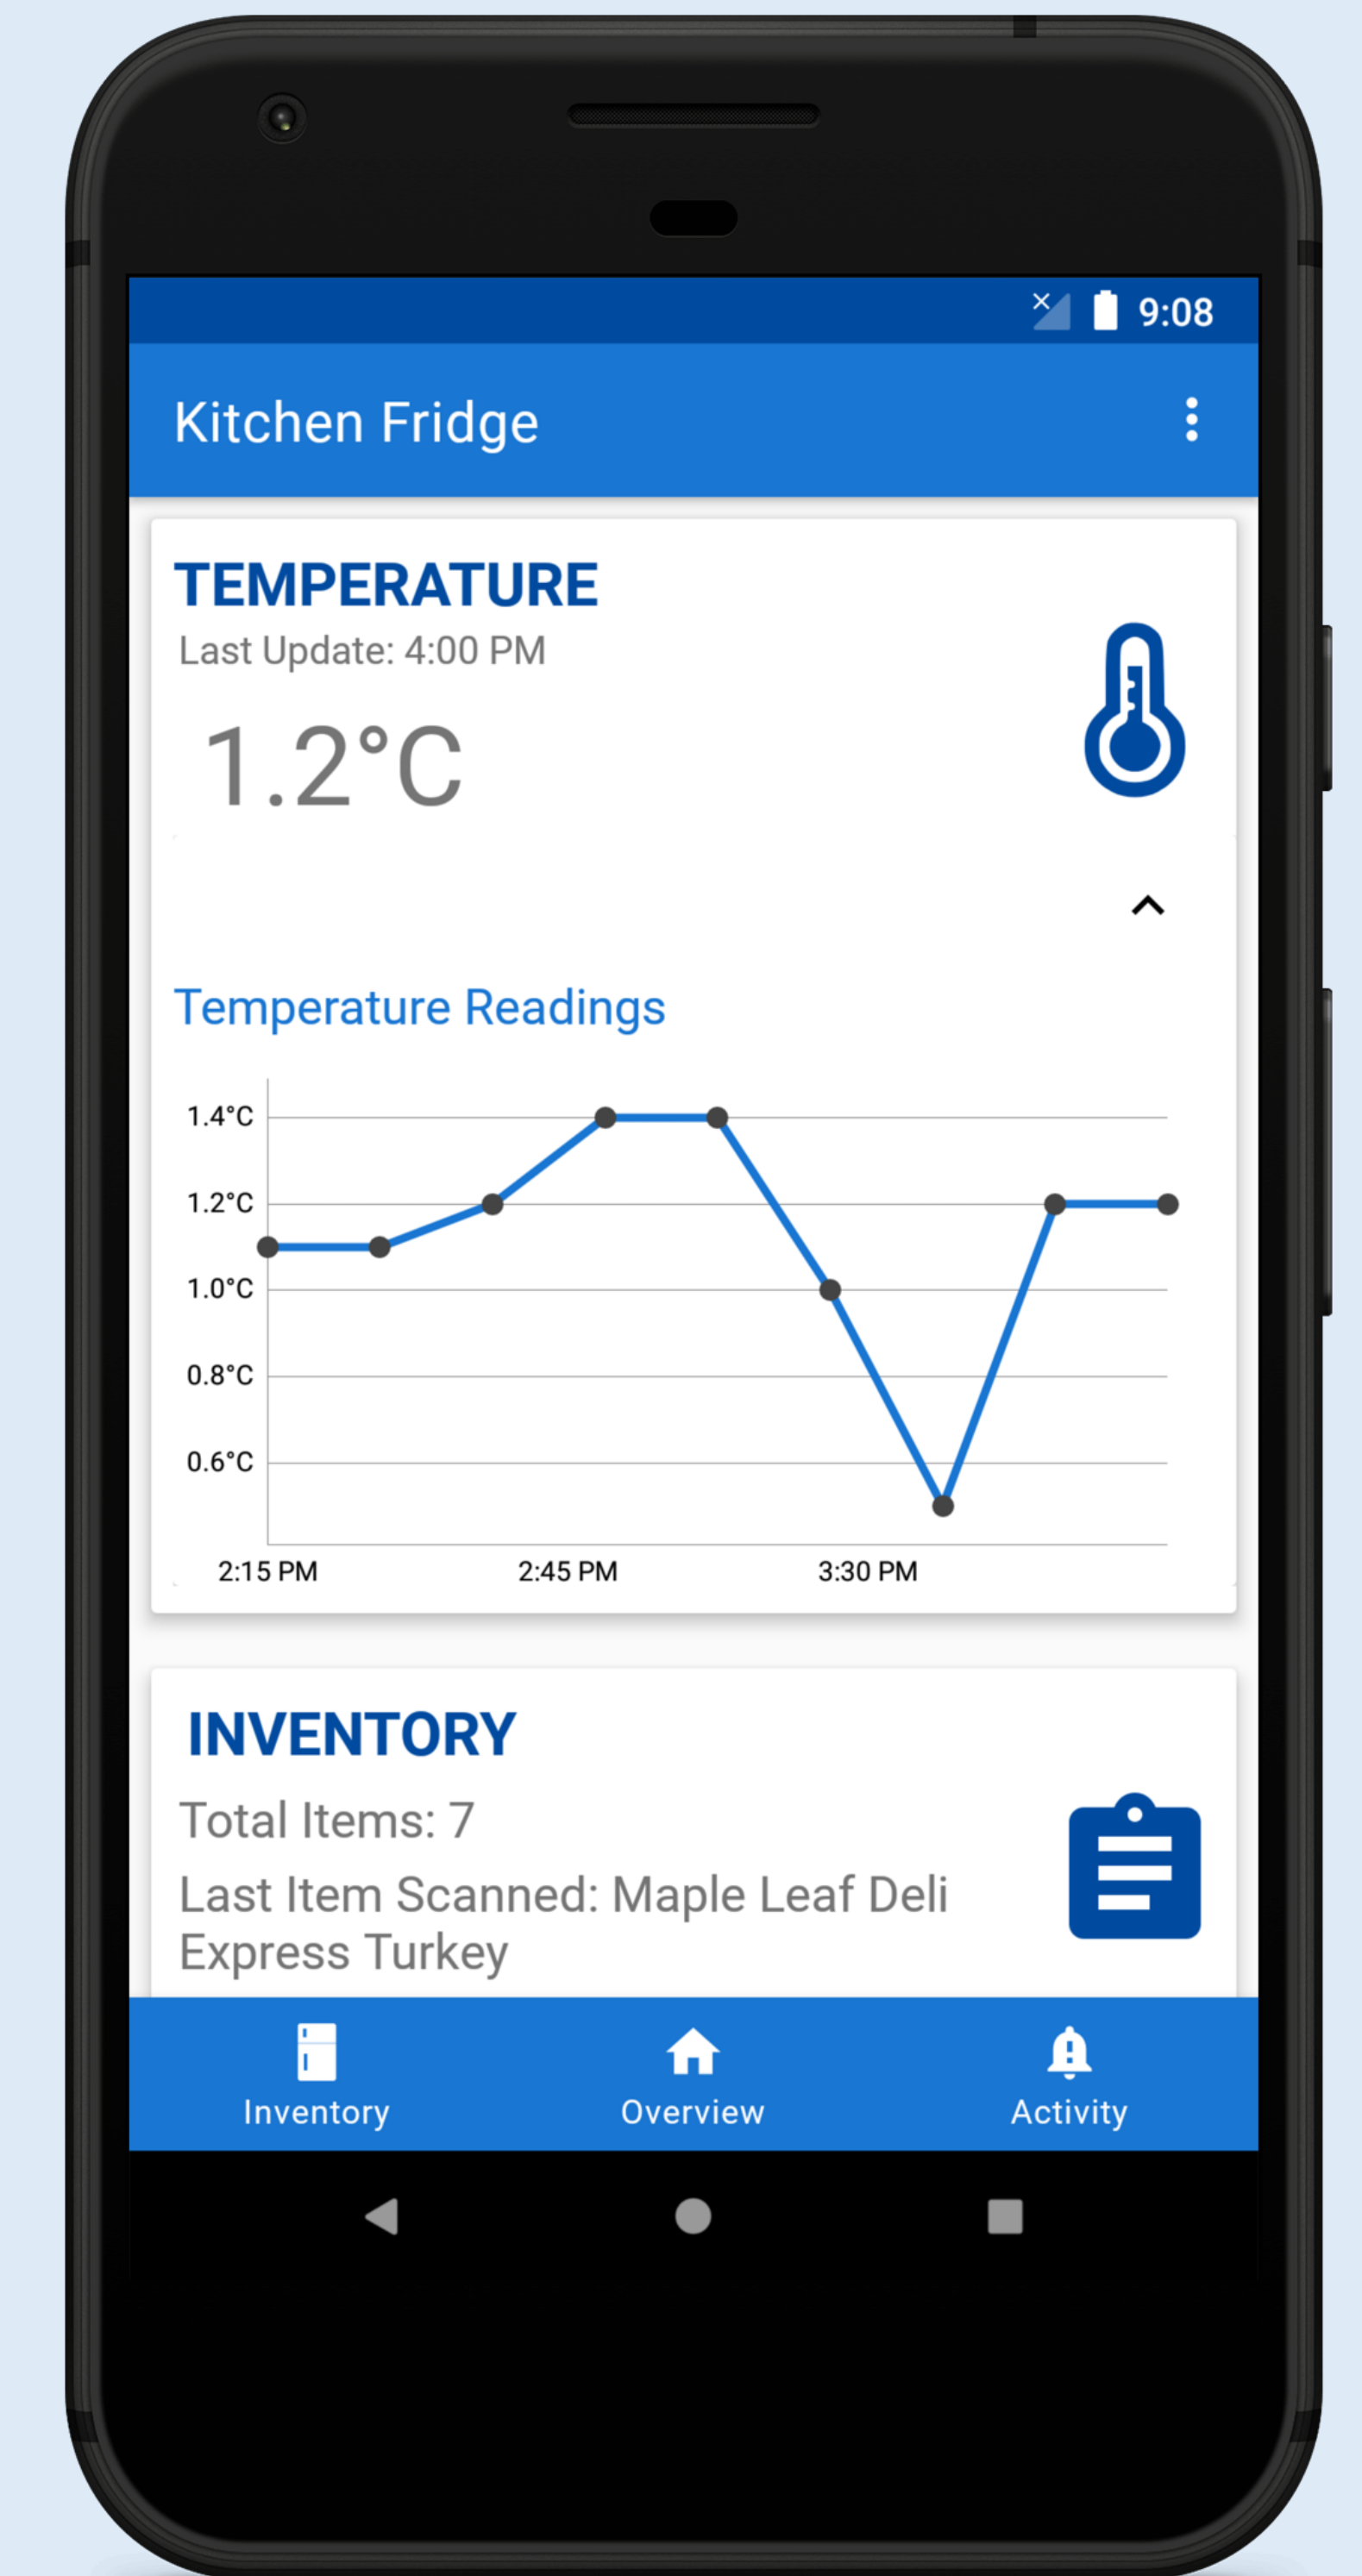 9:08
Kitchen Fridge
TEMPERATURE
Last Update: 4:00 PM
1.2°C
Temperature Readings
1.4°C
1.2°C
1.0°C
0.8°C
0.6°C
2:15 PM 2:45 PM 3:30 PM
INVENTORY
Total Items: 7
Last Item Scanned: Maple Leaf Deli
Express Turkey
Inventory Overview Activity